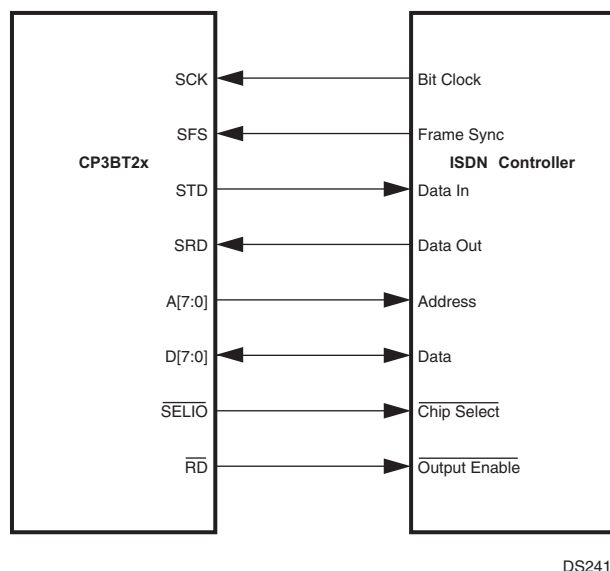 SCK Bit Clock
SFS Frame Sync
CP3BT2x ISDN Controller
STD Data In
SRD Data Out
A[7:0] Address
D[7:0] Data
SELIO Chip Select
RD Output Enable
DS241